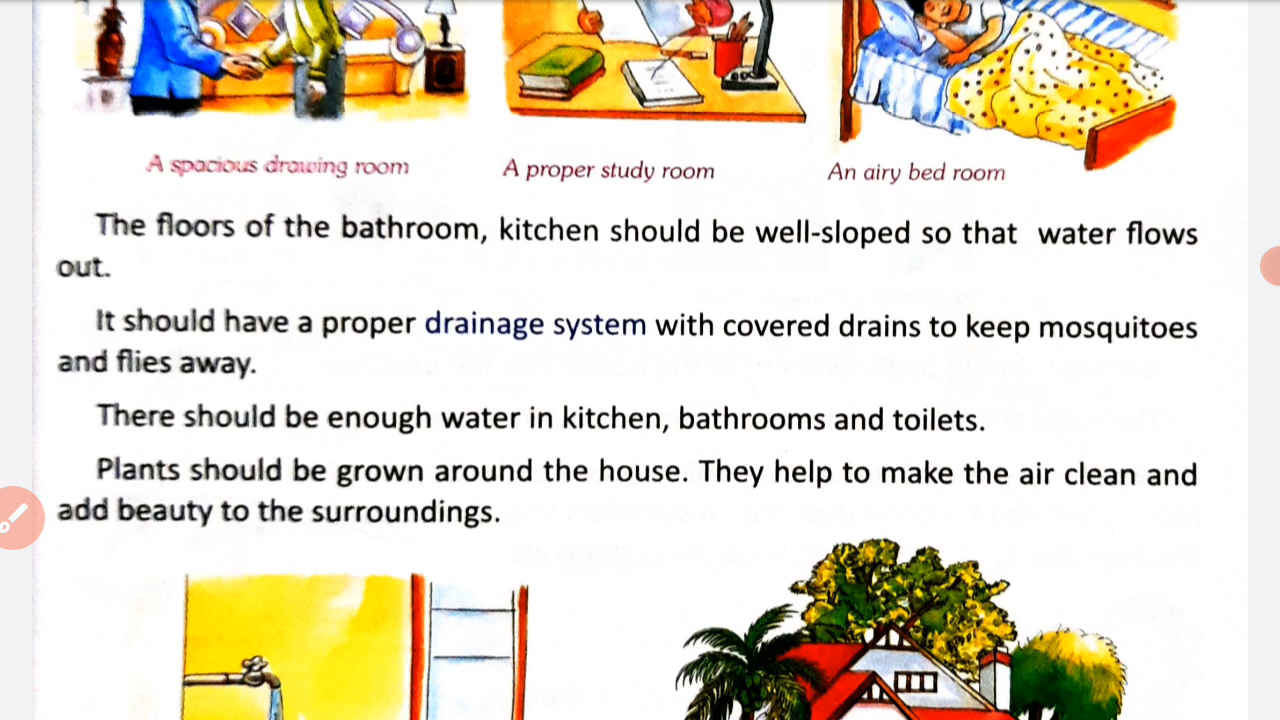 A spacious drawing room
A proper study room
An airy bed room
The floors of the bathroom, kitchen should be well-sloped so that water flows
out.
It should have a proper drainage system with covered drains to keep mosquitoes
and flies away.
There should be enough water in kitchen, bathrooms and toilets.
Plants should be grown around the house. They help to make the air clean and
add beauty to the surroundings.